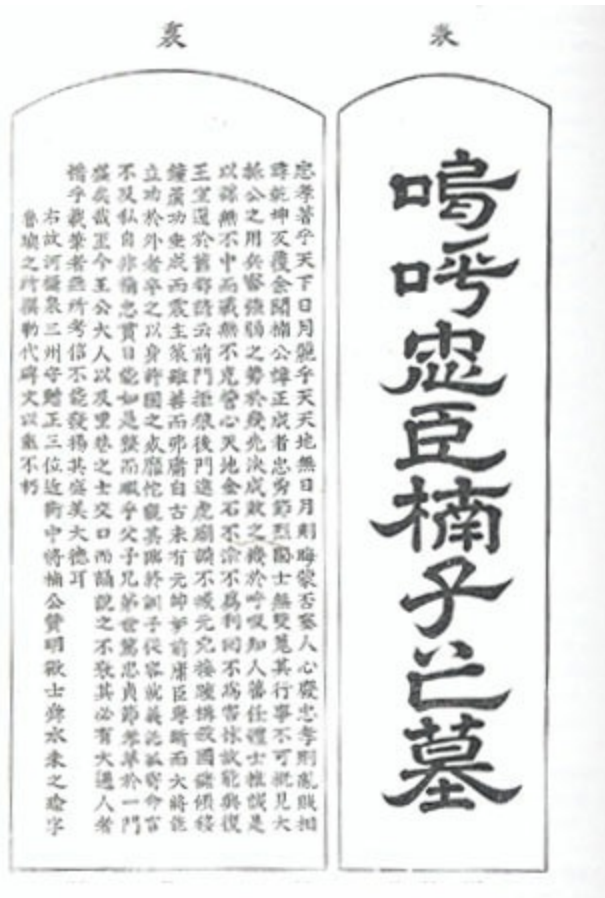 表
嗚呼忠臣楠子之墓
裏
忠孝著乎天下日月麗乎天天地無日月則晦蒙否塞人心廢忠孝則亂賊相
尋乾坤反覆余聞楠公諱正成者忠勇節烈國士無雙蒐其行事不可概見大
抵公之用兵審強弱之勢於幾先決成敗之機於呼吸知人善任體士推誠是
以謀無不中而戰無不克誓心天地金石不渝不爲利回不爲害怵故能興復
王室還於舊都諺云前門拒狼後門進虎廟謨不臧元兇接踵構殺國儲傾移
鐘簴功垂成而震主策雖善而弗庸自古未有元帥妒前庸臣專斷而大將能
立功於外者卒之以身許國之死靡佗觀其臨終訓子從容就義託孤寄命言
不及私自非精忠貫日能如是整而暇乎父子兄弟世篤忠貞節孝萃於一門
盛矣哉至今王公大人以及里巷之士交口而誦說之不衰其必有大過人者
惜乎載筆者無所考信不能發揚其盛美大德耳
右故河攝泉三州守贈正三位近衛中將楠公贊明徵士舜水朱之瑜字
魯璵之所撰勒代碑文以垂不朽